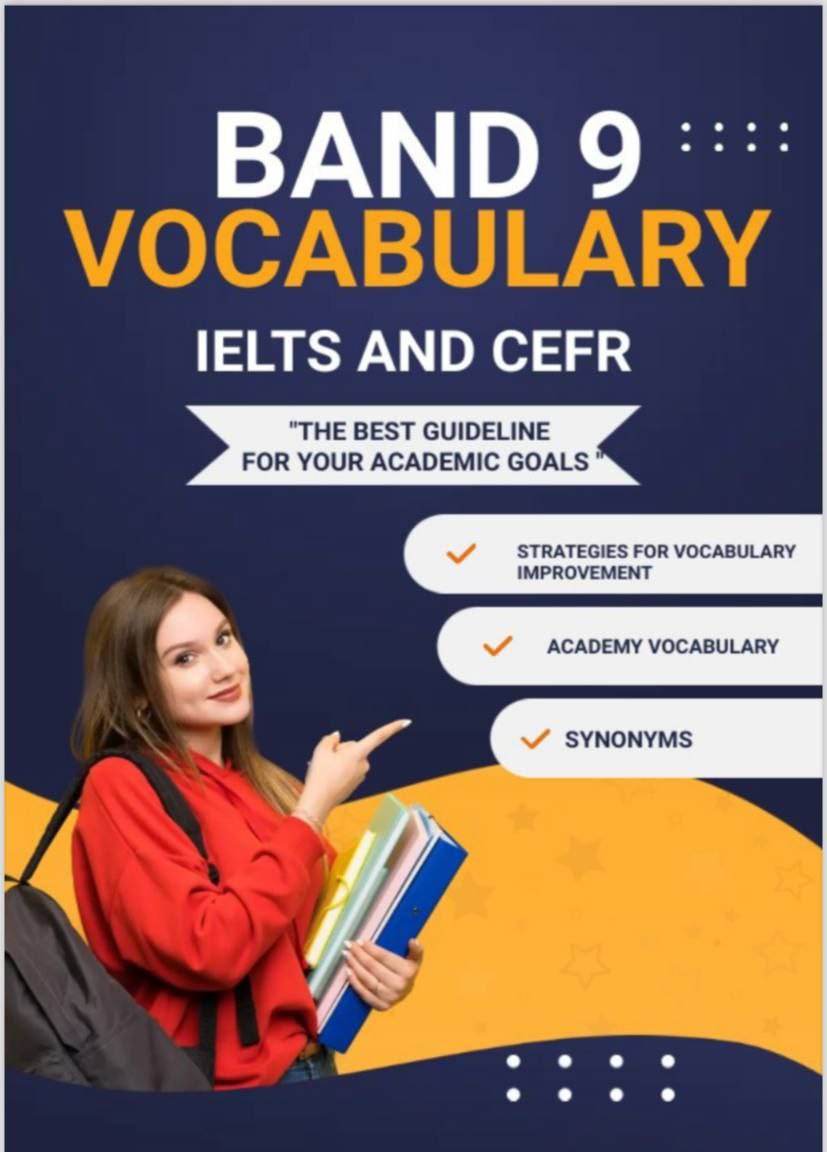 BAND 9
VOCABULARY
IELTS AND CEFR
"THE BEST GUIDELINE
FOR YOUR ACADEMIC GOALS "
STRATEGIES FOR VOCABULARY
IMPROVEMENT
ACADEMY VOCABULARY
SYNONYMS